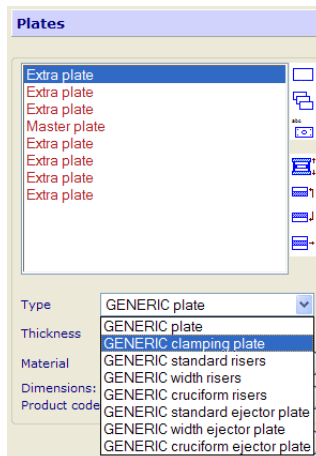 Plates
Extra plate
Extra plate
Extra plate
Master plate
Extra plate
Extra plate
Extra plate
Extra plate
abc
Type
GENERIC plate
Thickness
GENERIC plate
GENERIC clamping plate
Material
GENERIC standard risers
GENERIC width risers
Dimensions:
GENERIC cruciform risers
Product code
GENERIC standard ejector plate
GENERIC width ejector plate
GENERIC cruciform ejector plate